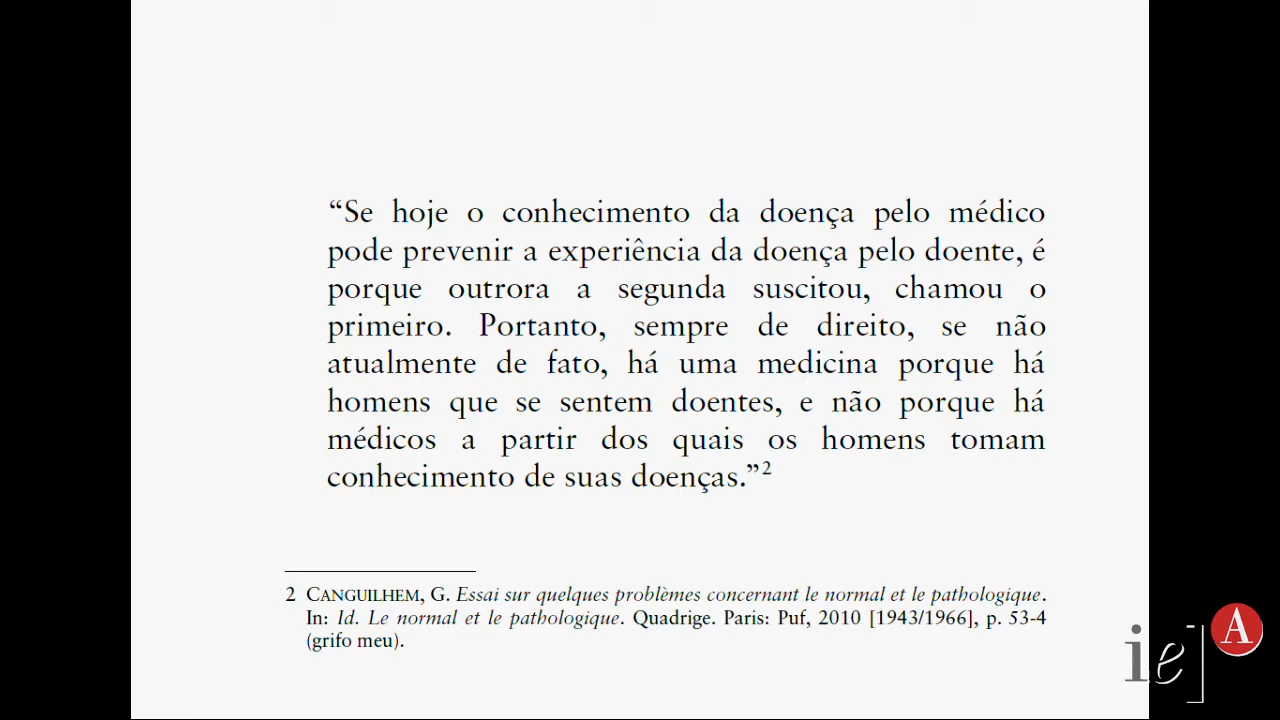 “Se hoje o conhecimento da doença pelo médico
pode prevenir a experiência da doença pelo doente, é
porque outrora a segunda suscitou, chamou o
primeiro. Portanto, sempre de direito, se não
atualmente de fato, há uma medicina porque há
homens que se sentem doentes, e não porque há
médicos a partir dos quais os homens tomam
conhecimento de suas doenças.”2
2 CANGUILHEM, G. Essai sur quelques problèmes concernant le normal et le pathologique.
In: Id. Le normal et le pathologique. Quadrige. Paris: Puf, 2010 [1943/1966], p. 53-4
(grifo meu).
ie]A